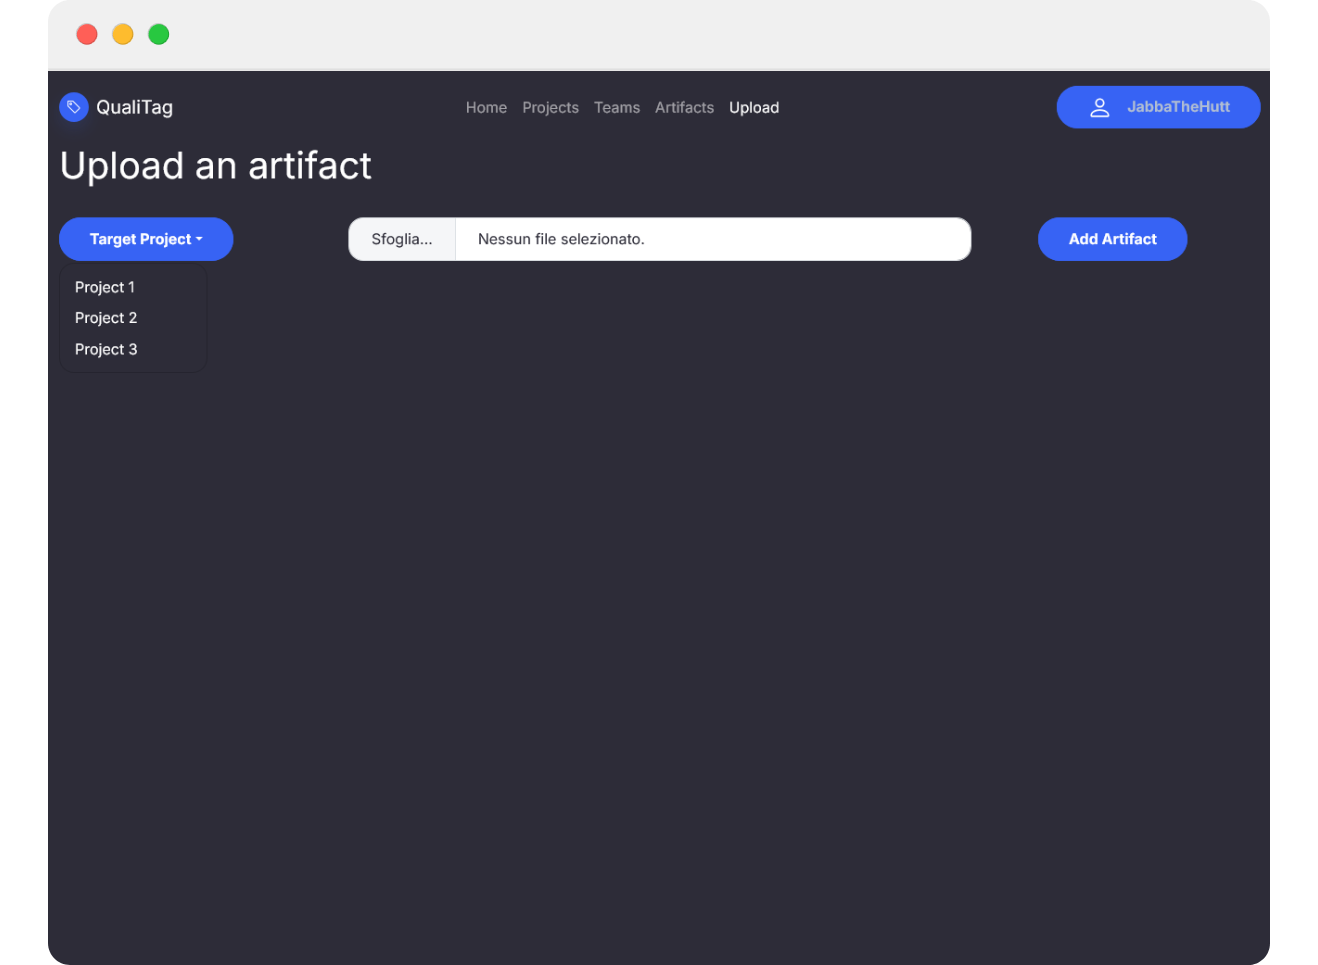 QualiTag
Home Projects Teams Artifacts Upload
JabbaTheHutt
Upload an artifact
Target Project
Sfoglia... Nessun file selezionato.
Add Artifact
Project 1
Project 2
Project 3